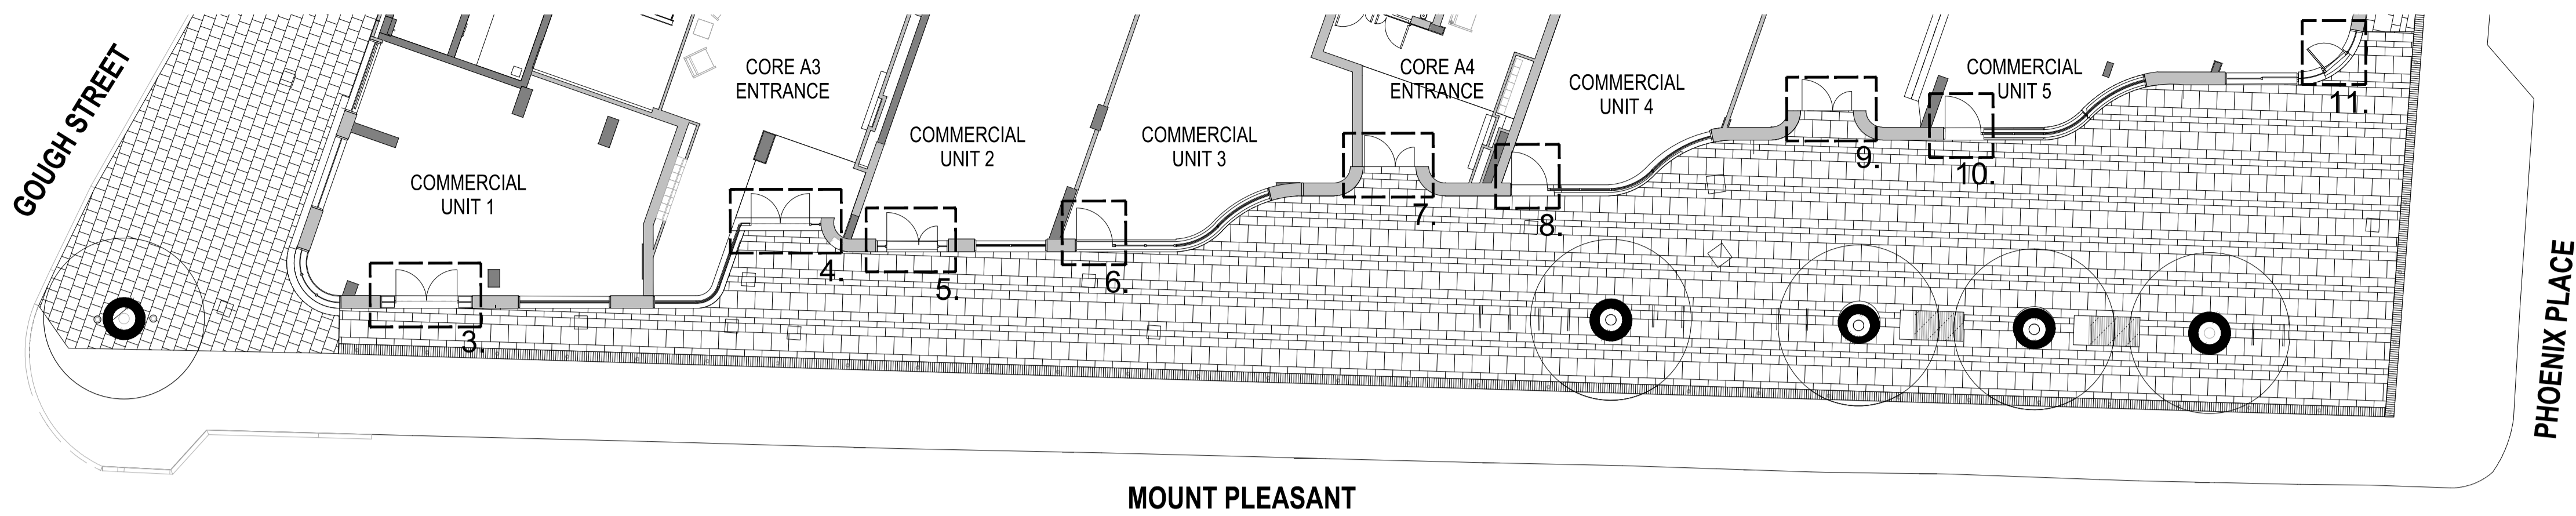 GOUGH STREET
COMMERCIAL
UNIT 1
3.
CORE A3
ENTRANCE
4.
COMMERCIAL
UNIT 2
5.
COMMERCIAL
UNIT 3
6.
CORE A4
ENTRANCE
7.
COMMERCIAL
UNIT 4
8.
9.
COMMERCIAL
UNIT 5
10.
11.
PHOENIX PLACE
MOUNT PLEASANT